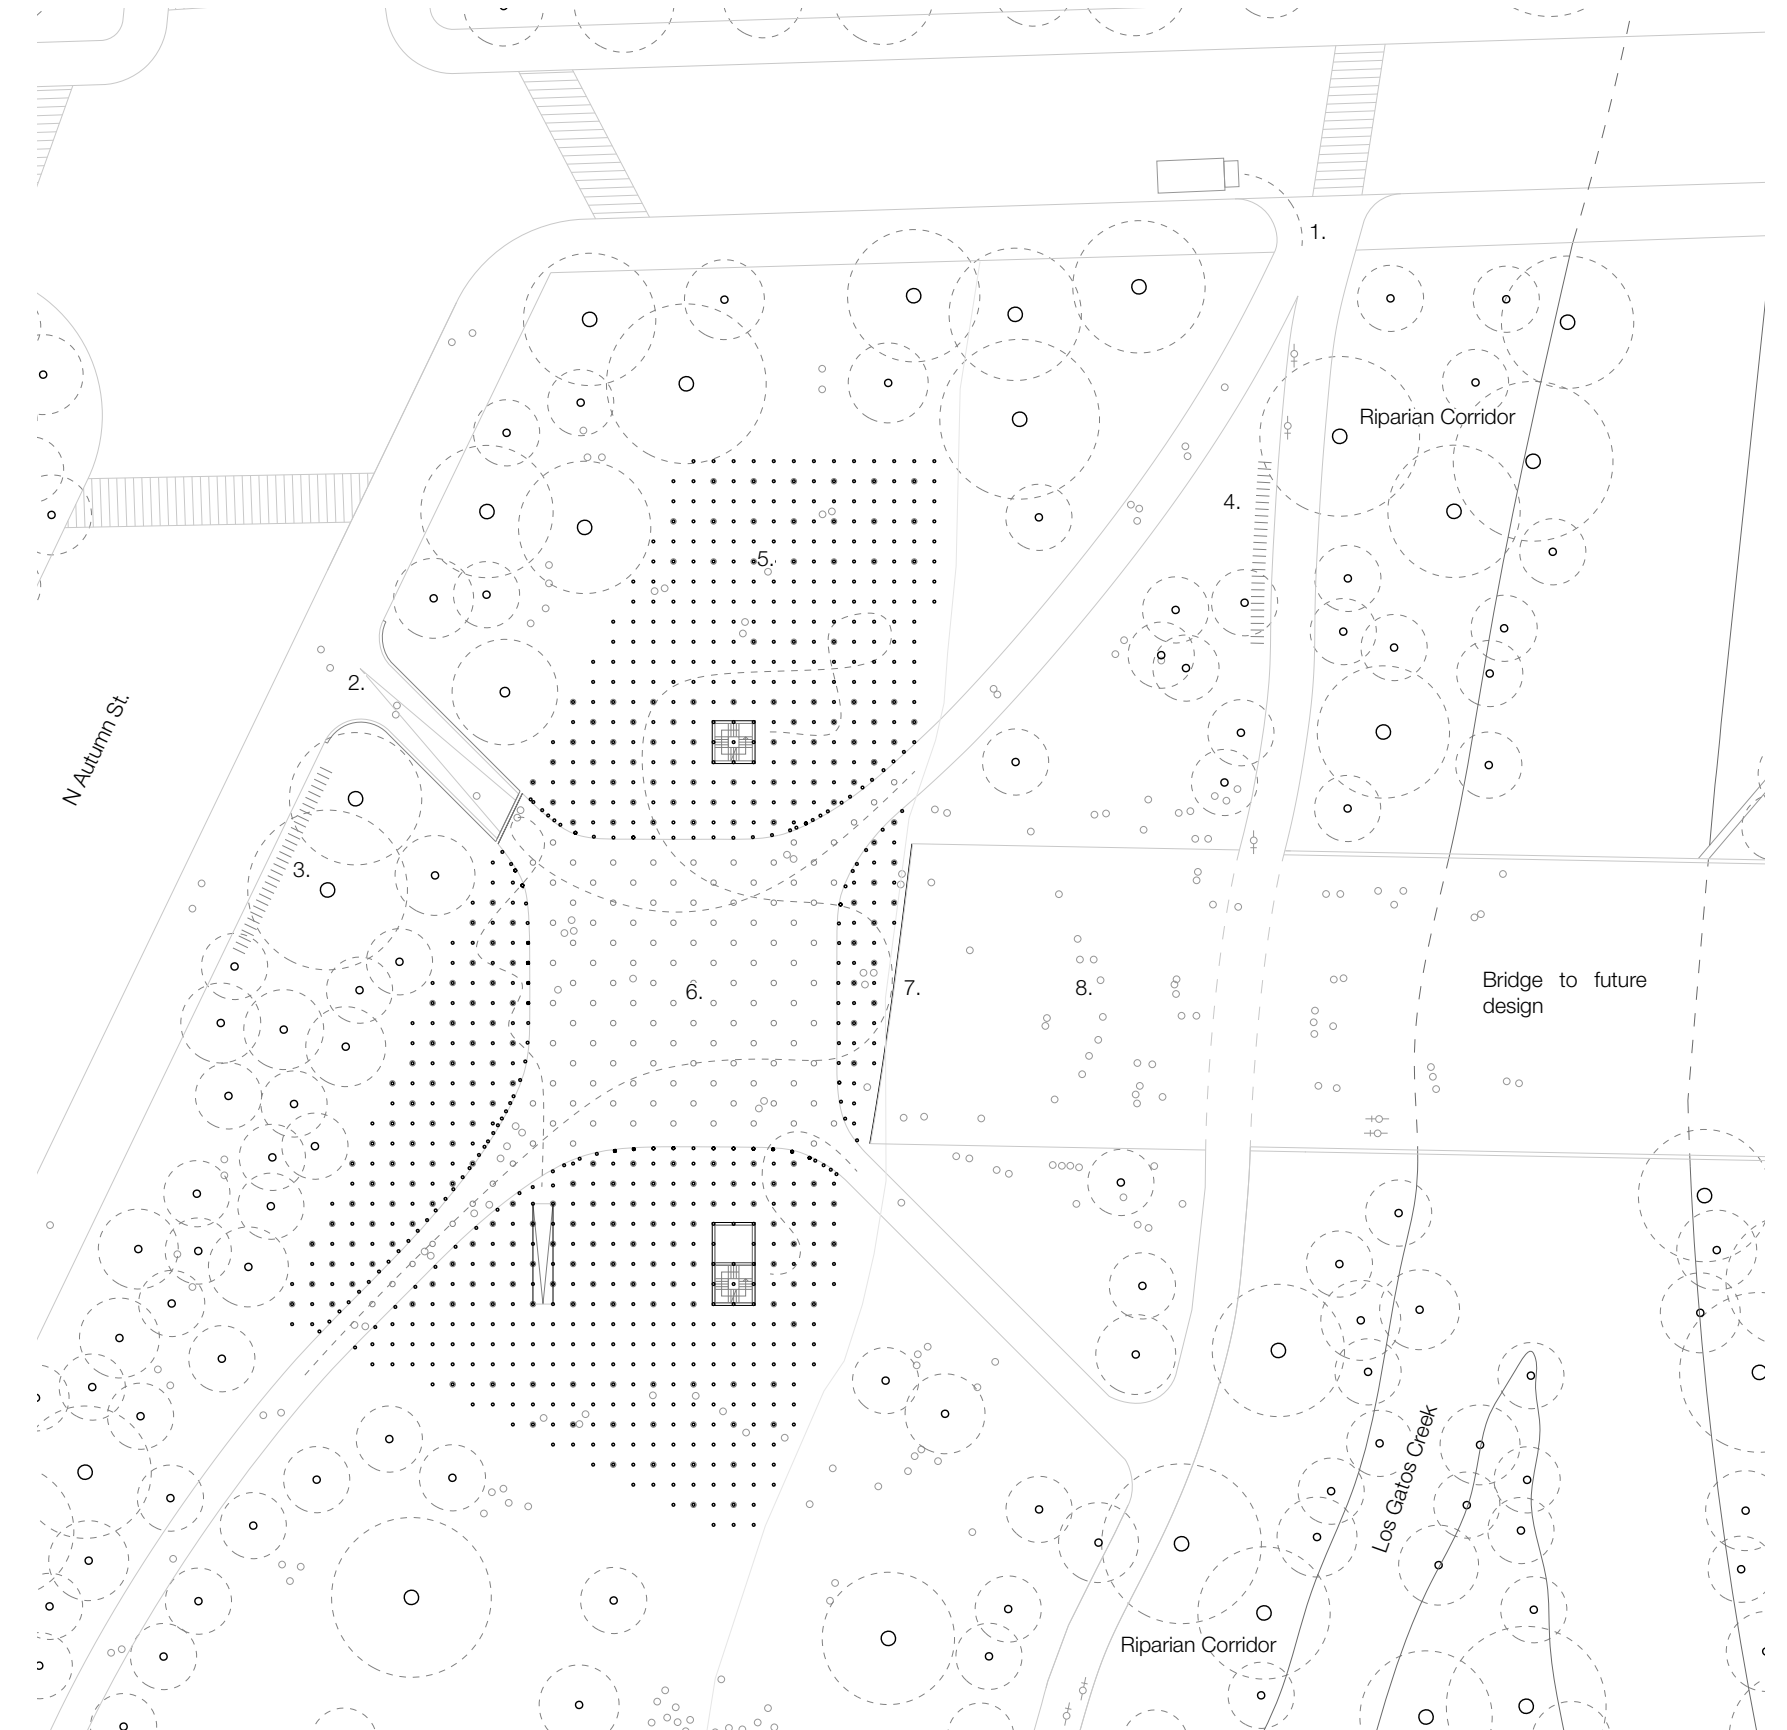 1.
Riparian Corridor
4.
5.
2.
N Autumn St.
3.
6.
7.
8.
Bridge to future
design
Los Gatos Creek
Riparian Corridor